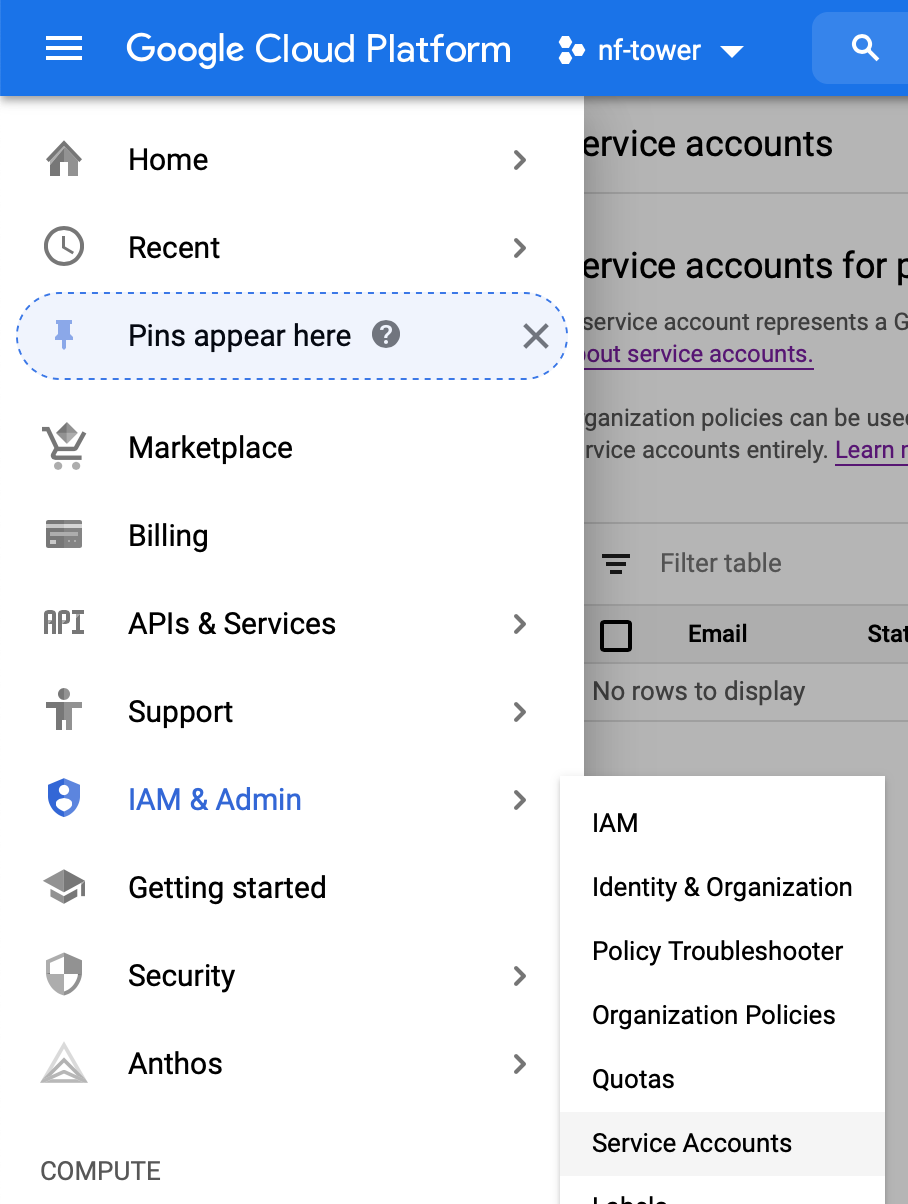 Google Cloud Platform
nf-tower
Home
Recent
Pins appear here
?
Marketplace
Billing
API
APIs & Services
Support
IAM & Admin
Getting started
Security
Anthos
COMPUTE
ervice accounts
ervice accounts for p
service account represents a G
out service accounts.
ganization policies can be used
rvice accounts entirely. Learn
Filter table
Email
Stat
No rows to display
IAM
Identity & Organization
Policy Troubleshooter
Organization Policies
Quotas
Service Accounts
Labels